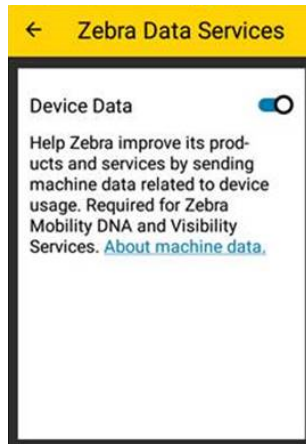 Zebra Data Services
Device Data
Help Zebra improve its prod-
ucts and services by sending
machine data related to device
usage. Required for Zebra
Mobility DNA and Visibility
Services. About machine data.